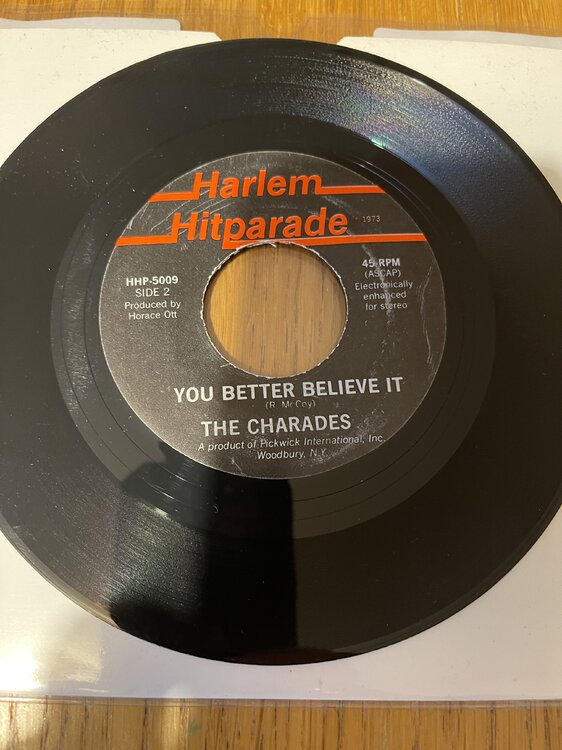 Harlem
Hitparade
1973
HHP-5009
SIDE 2
Produced by
Horace Ott
45 RPM
(ASCAP)
Electronically
enhanced
for stereo
YOU BETTER BELIEVE IT
(R. McCoy)
THE CHARADES
A product of Pickwick International, Inc.
Woodbury, N.Y.